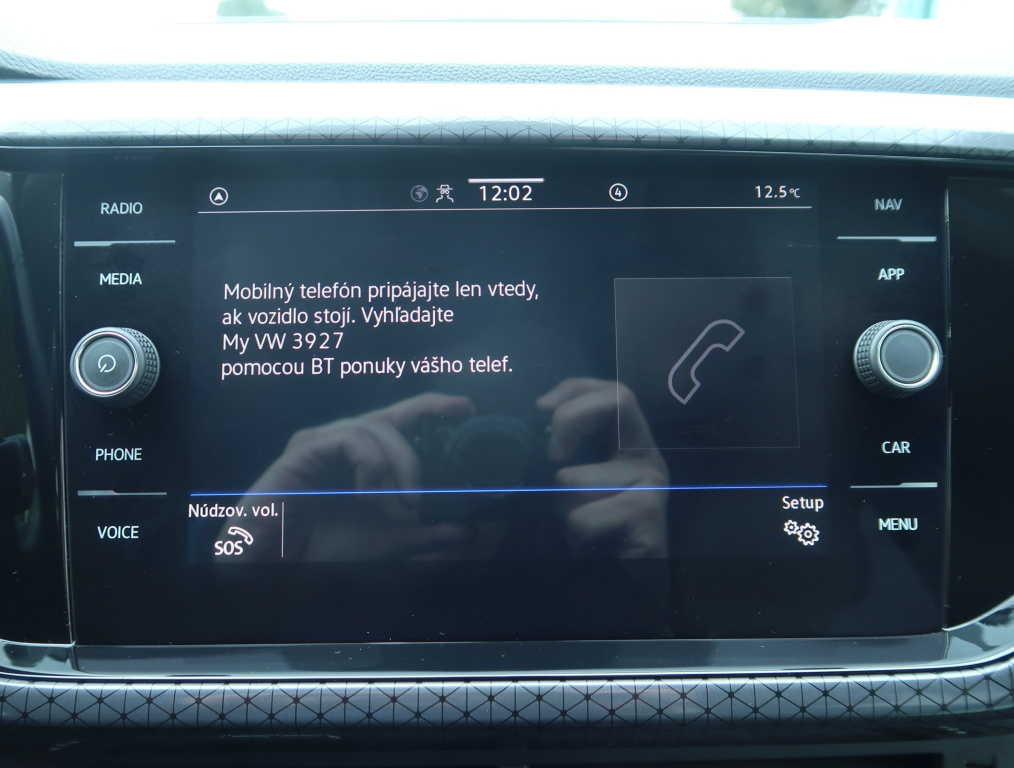 12:02
4
12.5°C
RADIO
MEDIA
PHONE
VOICE
Mobilný telefón pripájajte len vtedy,
ak vozidlo stojí. Vyhľadajte
My VW 3927
pomocou BT ponuky vášho telef.
Núdzov. vol.
SOS
Setup
NAV
APP
CAR
MENU